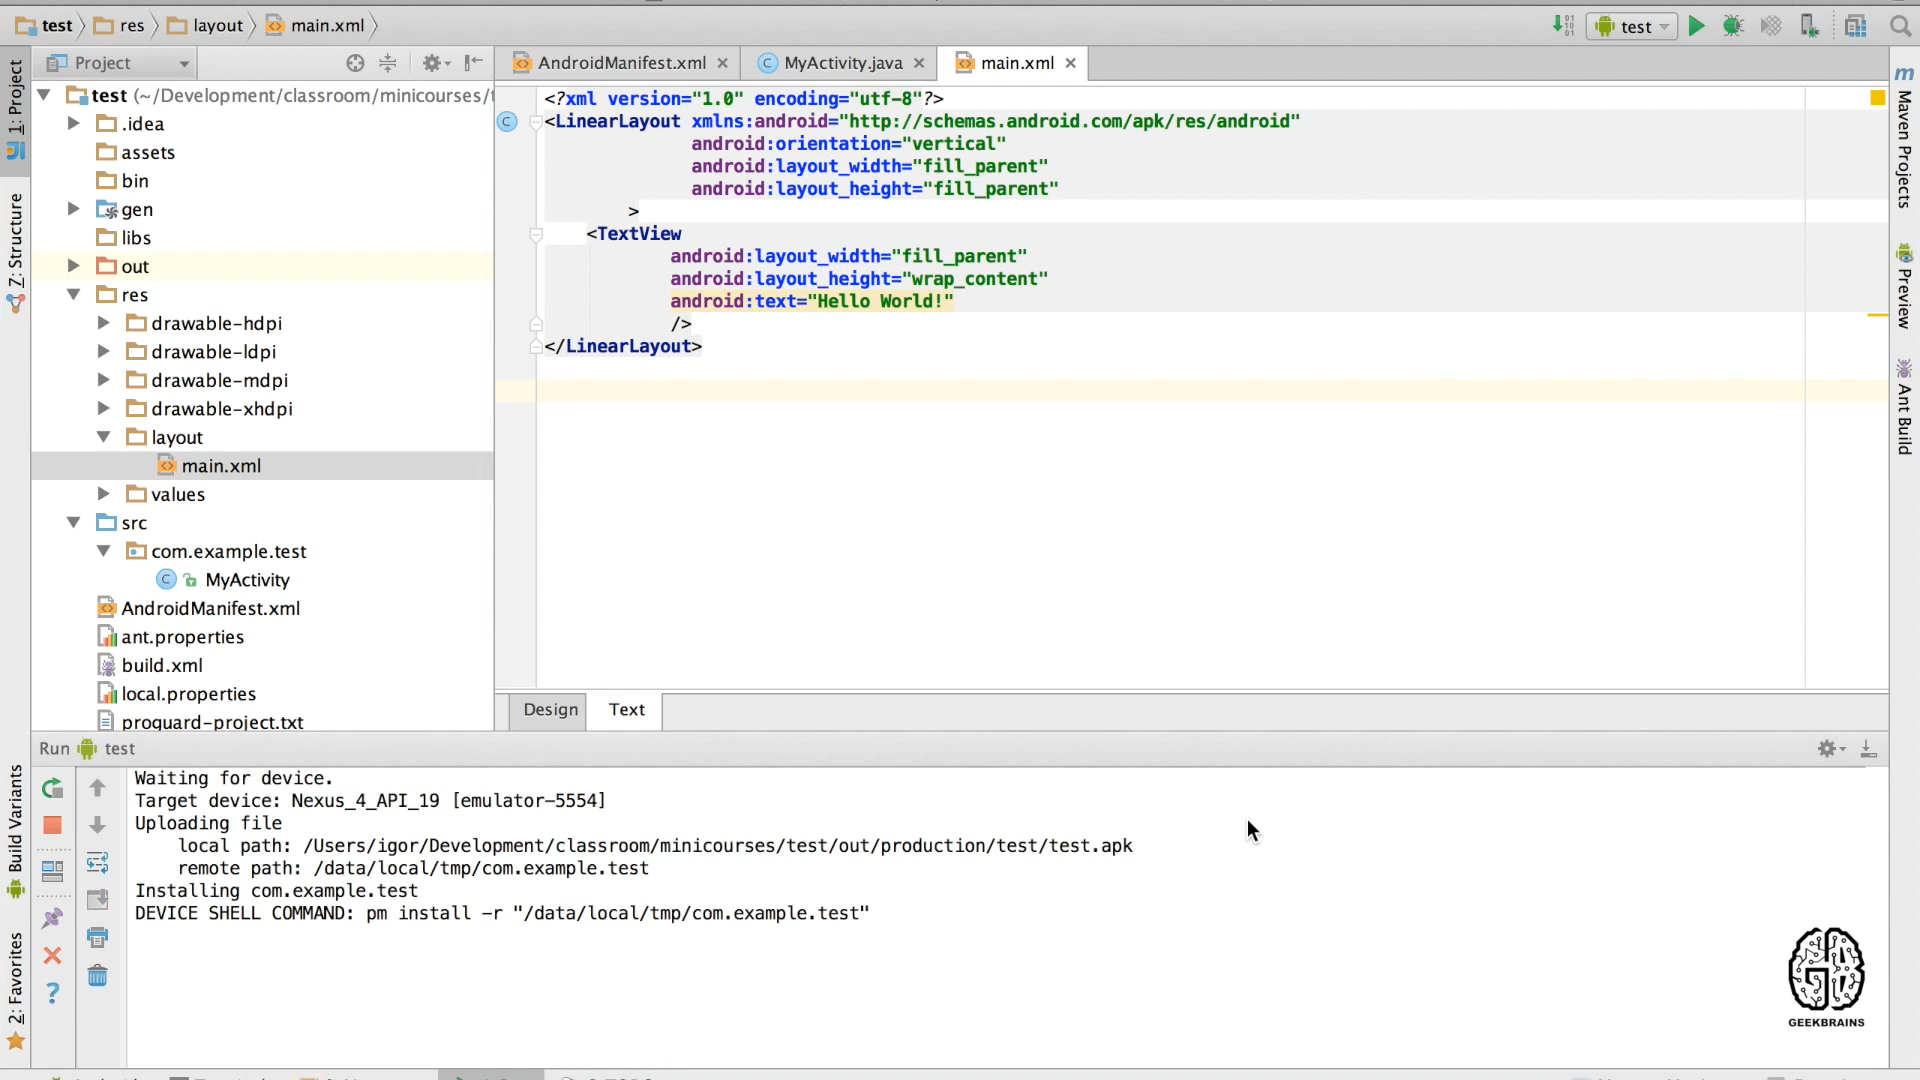 test
res
layout
main.xml
test
Project
AndroidManifest.xml
MyActivity.java
main.xml
1: Project
Z: Structure
Build Variants
2: Favorites
test (~/Development/classroom/minicourses/
.idea
assets
bin
gen
libs
out
res
drawable-hdpi
drawable-ldpi
drawable-mdpi
drawable-xhdpi
layout
main.xml
values
src
com.example.test
MyActivity
AndroidManifest.xml
ant.properties
build.xml
local.properties
proguard-project.txt
<?xml version="1.0" encoding="utf-8"?>
<LinearLayout xmlns:android="http://schemas.android.com/apk/res/android"
android:orientation="vertical"
android:layout_width="fill_parent"
android:layout_height="fill_parent"
>
<TextView
android:layout_width="fill_parent"
android:layout_height="wrap_content"
android:text="Hello World!"
/>
</LinearLayout>
Design
Text
Maven Projects
Preview
Ant Build
Run test
Waiting for device.
Target device: Nexus_4_API_19 [emulator-5554]
Uploading file
local path: /Users/igor/Development/classroom/minicourses/test/out/production/test/test.apk
remote path: /data/local/tmp/com.example.test
Installing com.example.test
DEVICE SHELL COMMAND: pm install -r "/data/local/tmp/com.example.test"
GEEKBRAINS